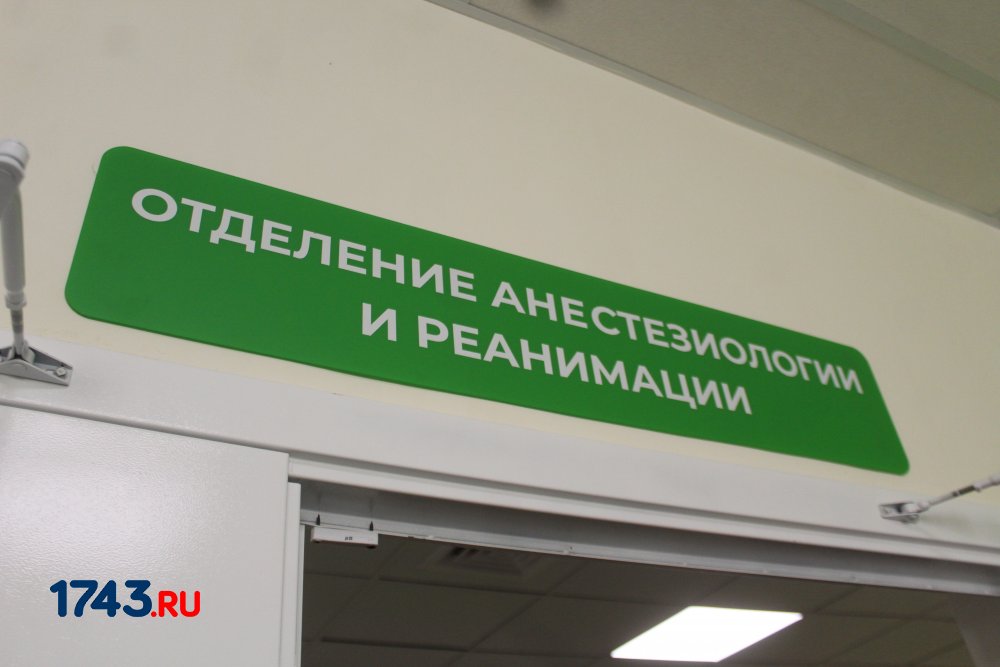 ОТДЕЛЕНИЕ АНЕСТЕЗИОЛОГИИ
И РЕАНИМАЦИИ
1743.RU